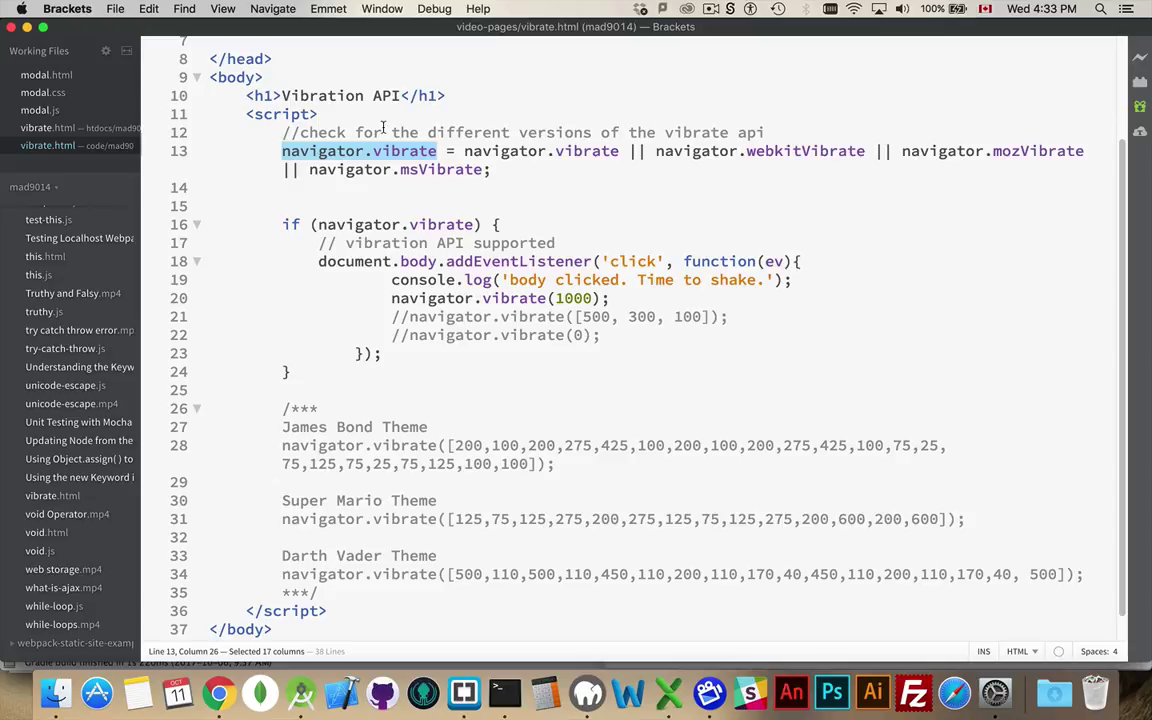 Brackets File Edit Find View Navigate Emmet Window Debug Help 100% Wed 4:33 PM
video-pages/vibrate.html (mad9014) — Brackets
Working Files
modal.html
modal.css
modal.js
vibrate.html — htdocs/mad90
vibrate.html — code/mad90
mad9014
test-this.js
Testing Localhost Webpa
this.html
this.js
Truthy and Falsy.mp4
truthy.js
try catch throw error.mp
try-catch-throw.js
Understanding the Keyw
unicode-escape.js
unicode-escape.mp4
Unit Testing with Mocha
Updating Node from the
Using Object.assign( ) to
Using the new Keyword i
vibrate.html
void Operator.mp4
void.html
void.js
web storage.mp4
what-is-ajax.mp4
while-loop.js
while-loops.mp4
webpack-static-site-examp
7
8 </head>
9 <body>
10 <h1>Vibration API</h1>
11 <script>
12 //check for the different versions of the vibrate api
13 navigator.vibrate = navigator.vibrate || navigator.webkitVibrate || navigator.mozVibrate
|| navigator.msVibrate;
14
15
16 if (navigator.vibrate) {
17 // vibration API supported
18 document.body.addEventListener('click', function(ev){
19 console.log('body clicked. Time to shake.');
20 navigator.vibrate(1000);
21 //navigator.vibrate([500, 300, 100]);
22 //navigator.vibrate(0);
23 });
24 }
25
26 /***
27 James Bond Theme
28 navigator.vibrate([200,100,200,275,425,100,200,100,200,275,425,100,75,25,
75,125,75,25,75,125,100,100]);
29
30 Super Mario Theme
31 navigator.vibrate([125,75,125,275,200,275,125,75,125,275,200,600,200,600]);
32
33 Darth Vader Theme
34 navigator.vibrate([500,110,500,110,450,110,200,110,170,40,450,110,200,110,170,40, 500]);
35 ***/
36 </script>
37 </body>
Line 13, Column 26 — Selected 17 columns — 38 Lines INS HTML Spaces: 4
OCT
11
An Ps Ai Fz